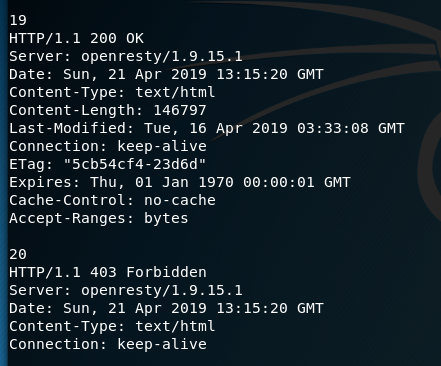 19
HTTP/1.1 200 OK
Server: openresty/1.9.15.1
Date: Sun, 21 Apr 2019 13:15:20 GMT
Content-Type: text/html
Content-Length: 146797
Last-Modified: Tue, 16 Apr 2019 03:33:08 GMT
Connection: keep-alive
ETag: "5cb54cf4-23d6d"
Expires: Thu, 01 Jan 1970 00:00:01 GMT
Cache-Control: no-cache
Accept-Ranges: bytes

20
HTTP/1.1 403 Forbidden
Server: openresty/1.9.15.1
Date: Sun, 21 Apr 2019 13:15:20 GMT
Content-Type: text/html
Connection: keep-alive